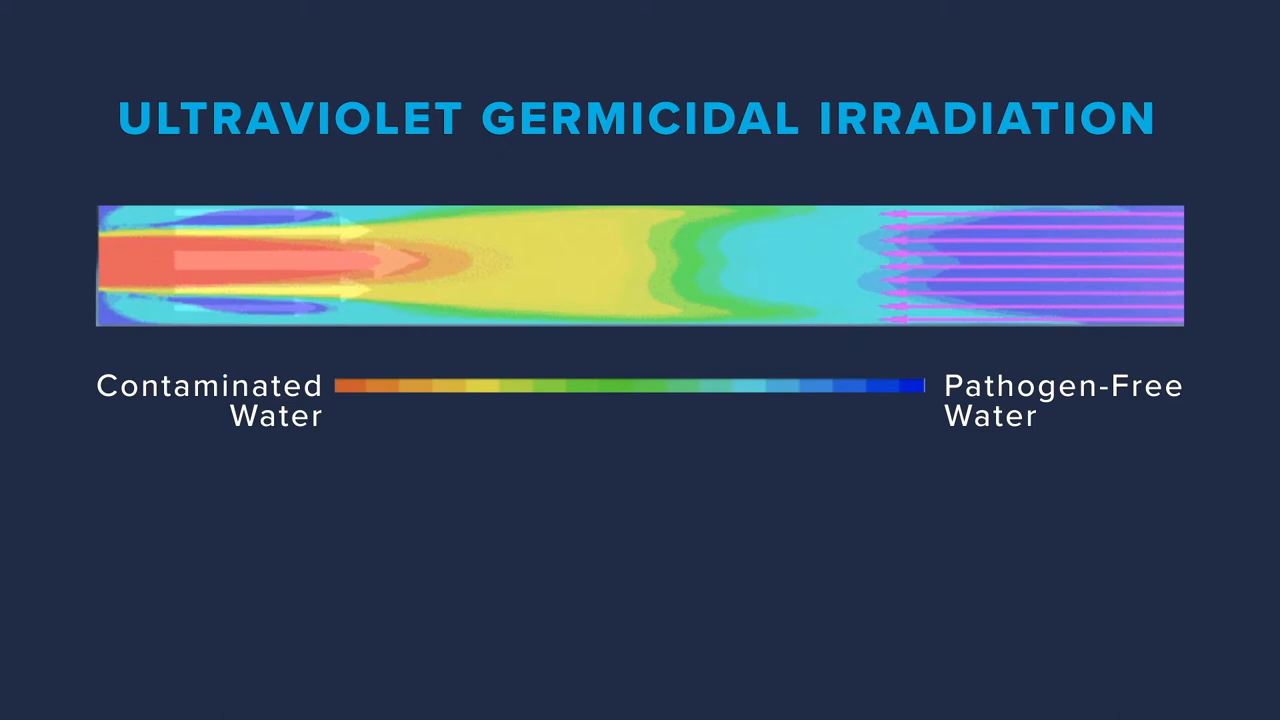 ULTRAVIOLET GERMICIDAL IRRADIATION
Contaminated
Water
Pathogen-Free
Water